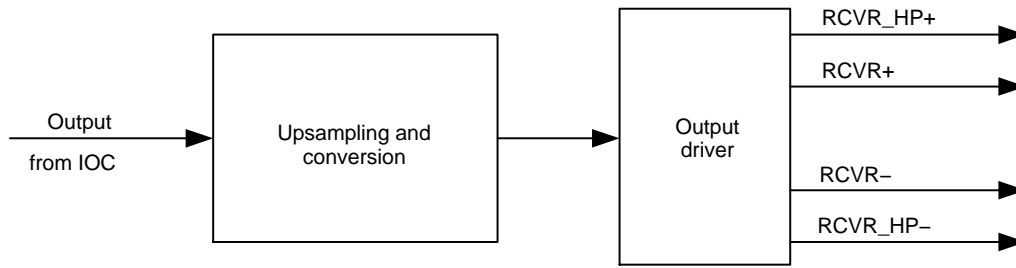 Output
from IOC
Upsampling and
conversion
Output
driver
RCVR_HP+
RCVR+
RCVR−
RCVR_HP−